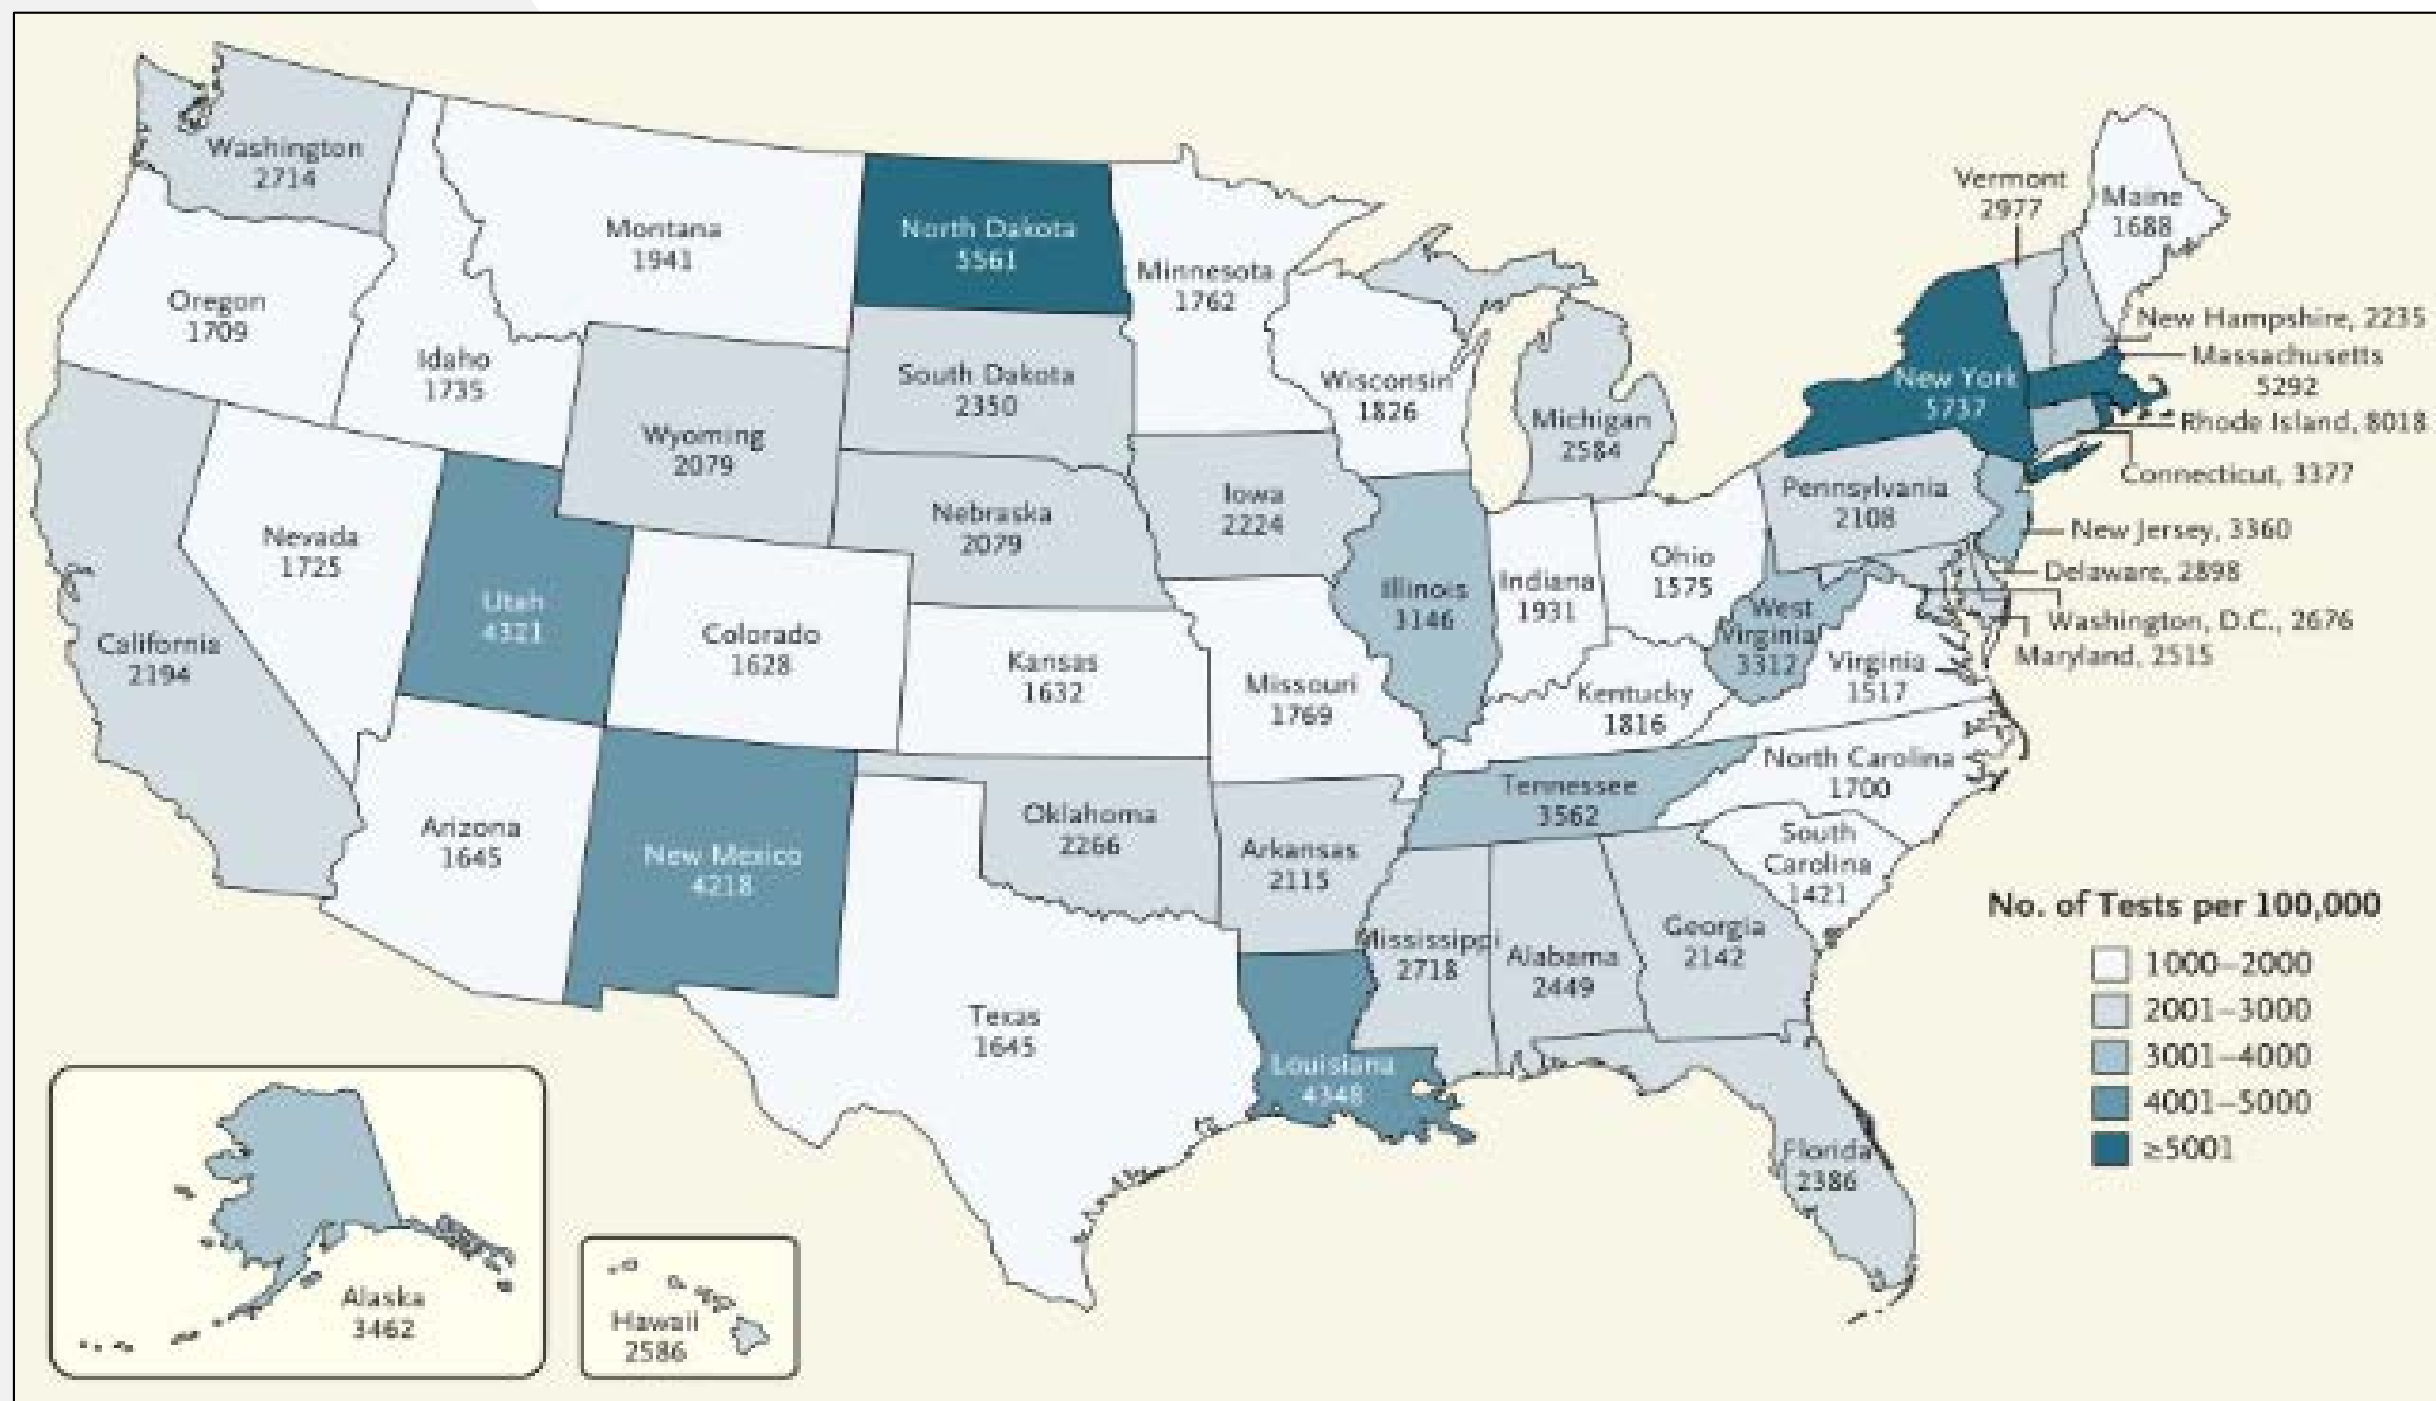 Washington
2714
Oregon
1709
California
2194
Nevada
1725
Idaho
1735
Montana
1941
Wyoming
2079
Utah
4321
Colorado
1628
Arizona
1645
New Mexico
4218
North Dakota
5561
South Dakota
2350
Nebraska
2079
Kansas
1632
Oklahoma
2266
Texas
1645
Minnesota
1762
Iowa
2224
Missouri
1769
Arkansas
2115
Louisiana
4348
Wisconsin
1826
Illinois
3146
Michigan
2584
Indiana
1931
Ohio
1575
Kentucky
1816
Tennessee
3562
Mississippi
2718
Alabama
2449
Georgia
2142
Florida
2386
South
Carolina
1421
North Carolina
1700
Virginia
1517
West
Virginia
3312
Pennsylvania
2108
New York
5737
Vermont
2977
Maine
1688
New Hampshire, 2235
Massachusetts
5292
Rhode Island, 8018
Connecticut, 3377
New Jersey, 3360
Delaware, 2898
Washington, D.C., 2676
Maryland, 2515
Alaska
3462
Hawaii
2586
No. of Tests per 100,000
1000–2000
2001–3000
3001–4000
4001–5000
≥5001